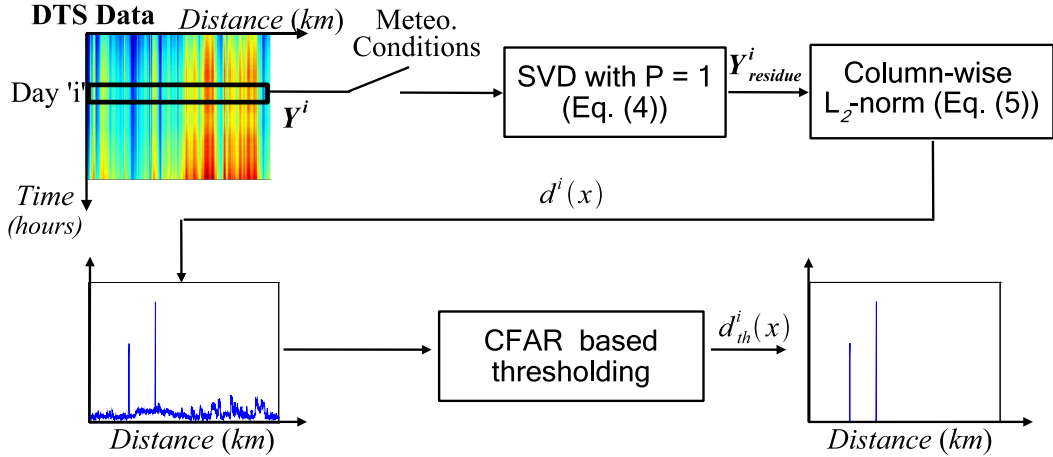 DTS Data
Distance (km)
Meteo.
Conditions
Day 'i'
Y^i
SVD with P = 1
(Eq. (4))
Y^i_residue
Column-wise
L_2-norm (Eq. (5))
Time
(hours)
d^i(x)
CFAR based
thresholding
d^i_th(x)
Distance (km)
Distance (km)